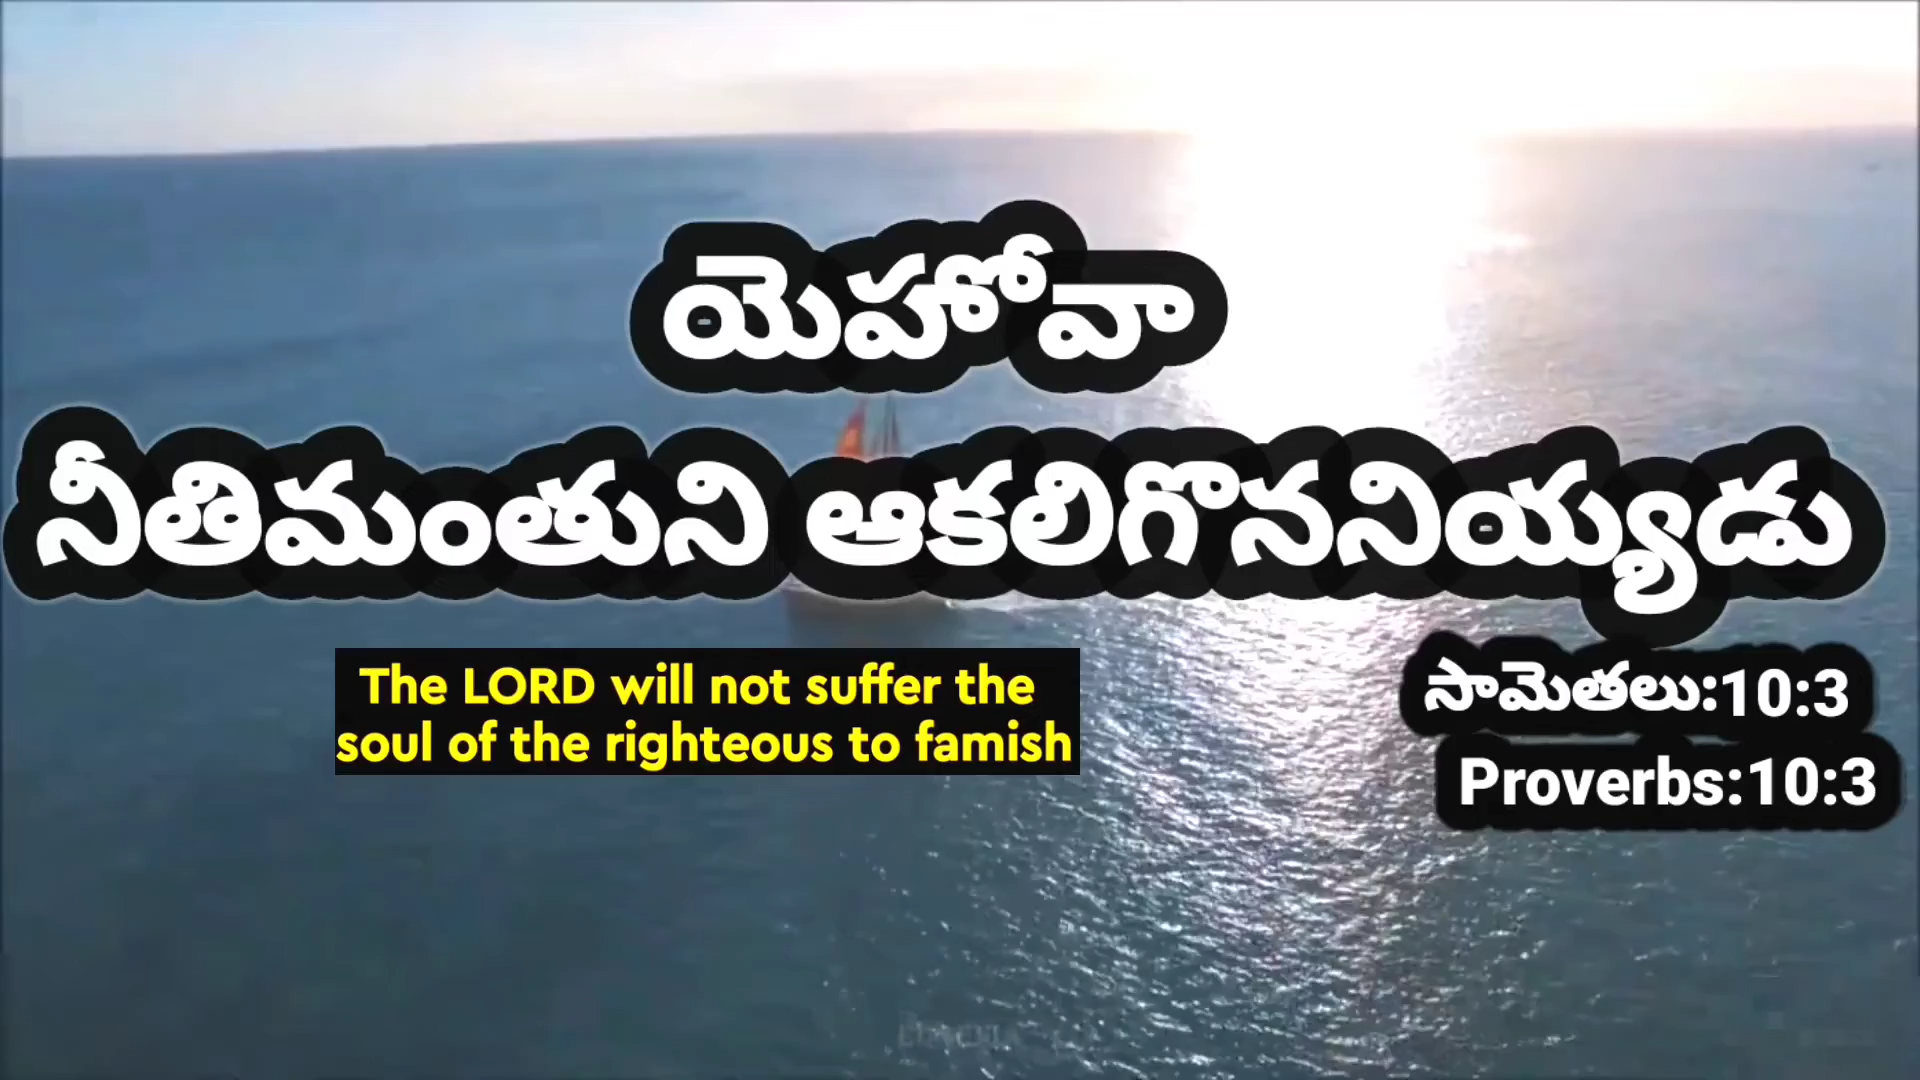 యెహోవా
నీతిమంతుని ఆకలిగొననియ్యడు
The LORD will not suffer the
soul of the righteous to famish
సామెతలు:10:3
Proverbs:10:3